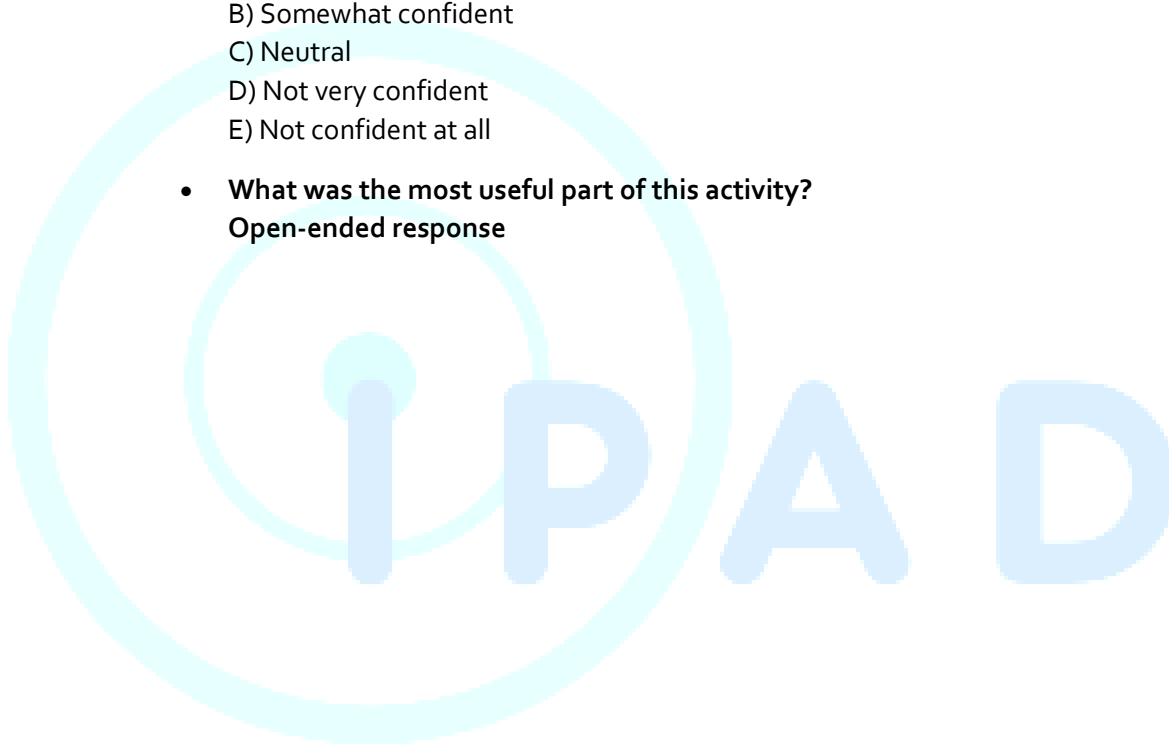 B) Somewhat confident
C) Neutral
D) Not very confident
E) Not confident at all
• What was the most useful part of this activity?
Open-ended response
IPAD